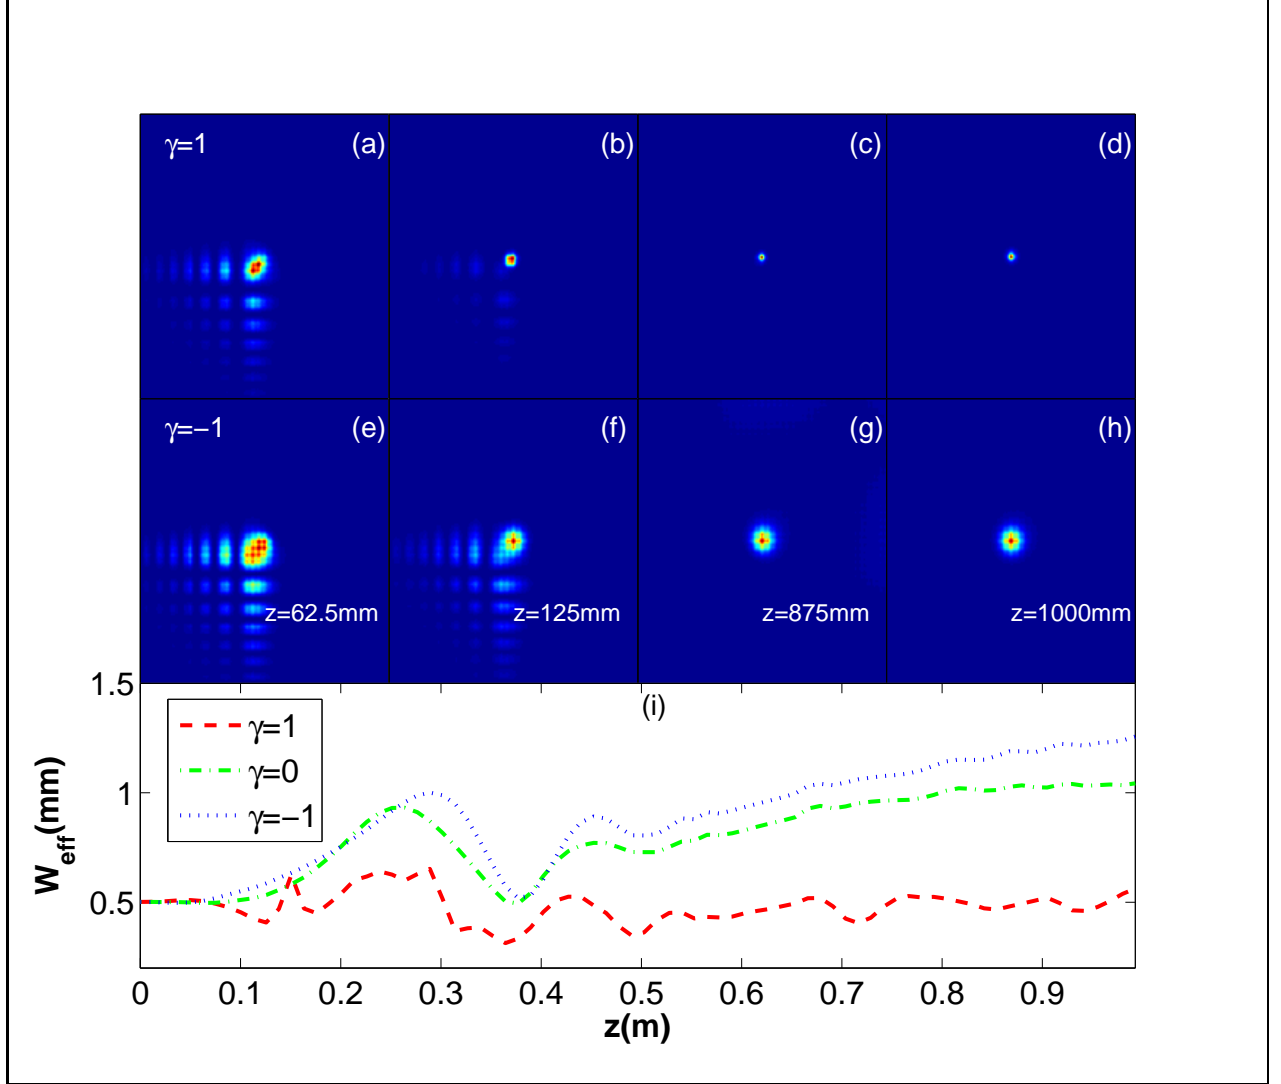 γ=1 (a) (b) (c) (d)
γ=−1 (e) (f) (g) (h)
z=62.5mm z=125mm z=875mm z=1000mm
(i)
1.5
1
0.5
W_eff(mm)
γ=1
γ=0
γ=−1
0 0.1 0.2 0.3 0.4 0.5 0.6 0.7 0.8 0.9
z(m)